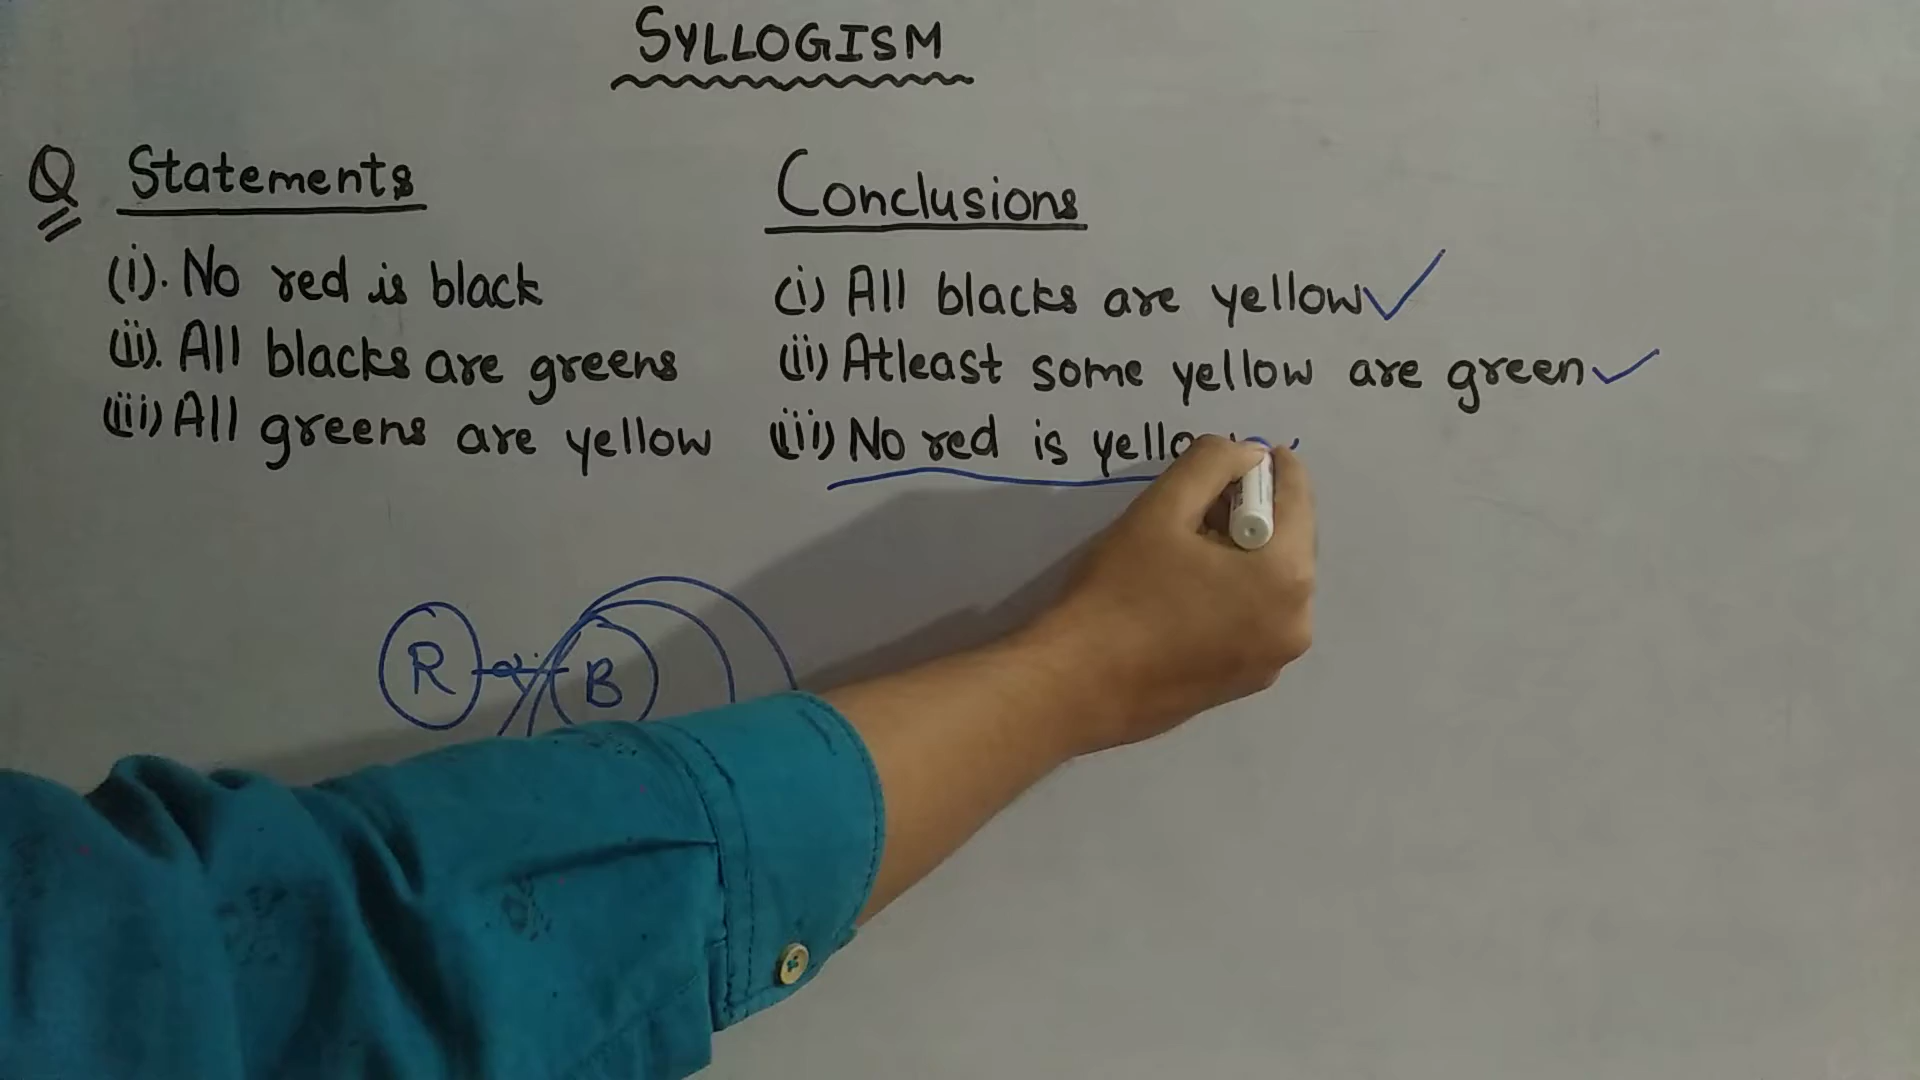 SYLLOGISM
Q Statements
(i). No red is black
(ii). All blacks are greens
(iii) All greens are yellow
Conclusions
(i) All blacks are yellow ✓
(ii) Atleast some yellow are green ✓
(iii) No red is
R B